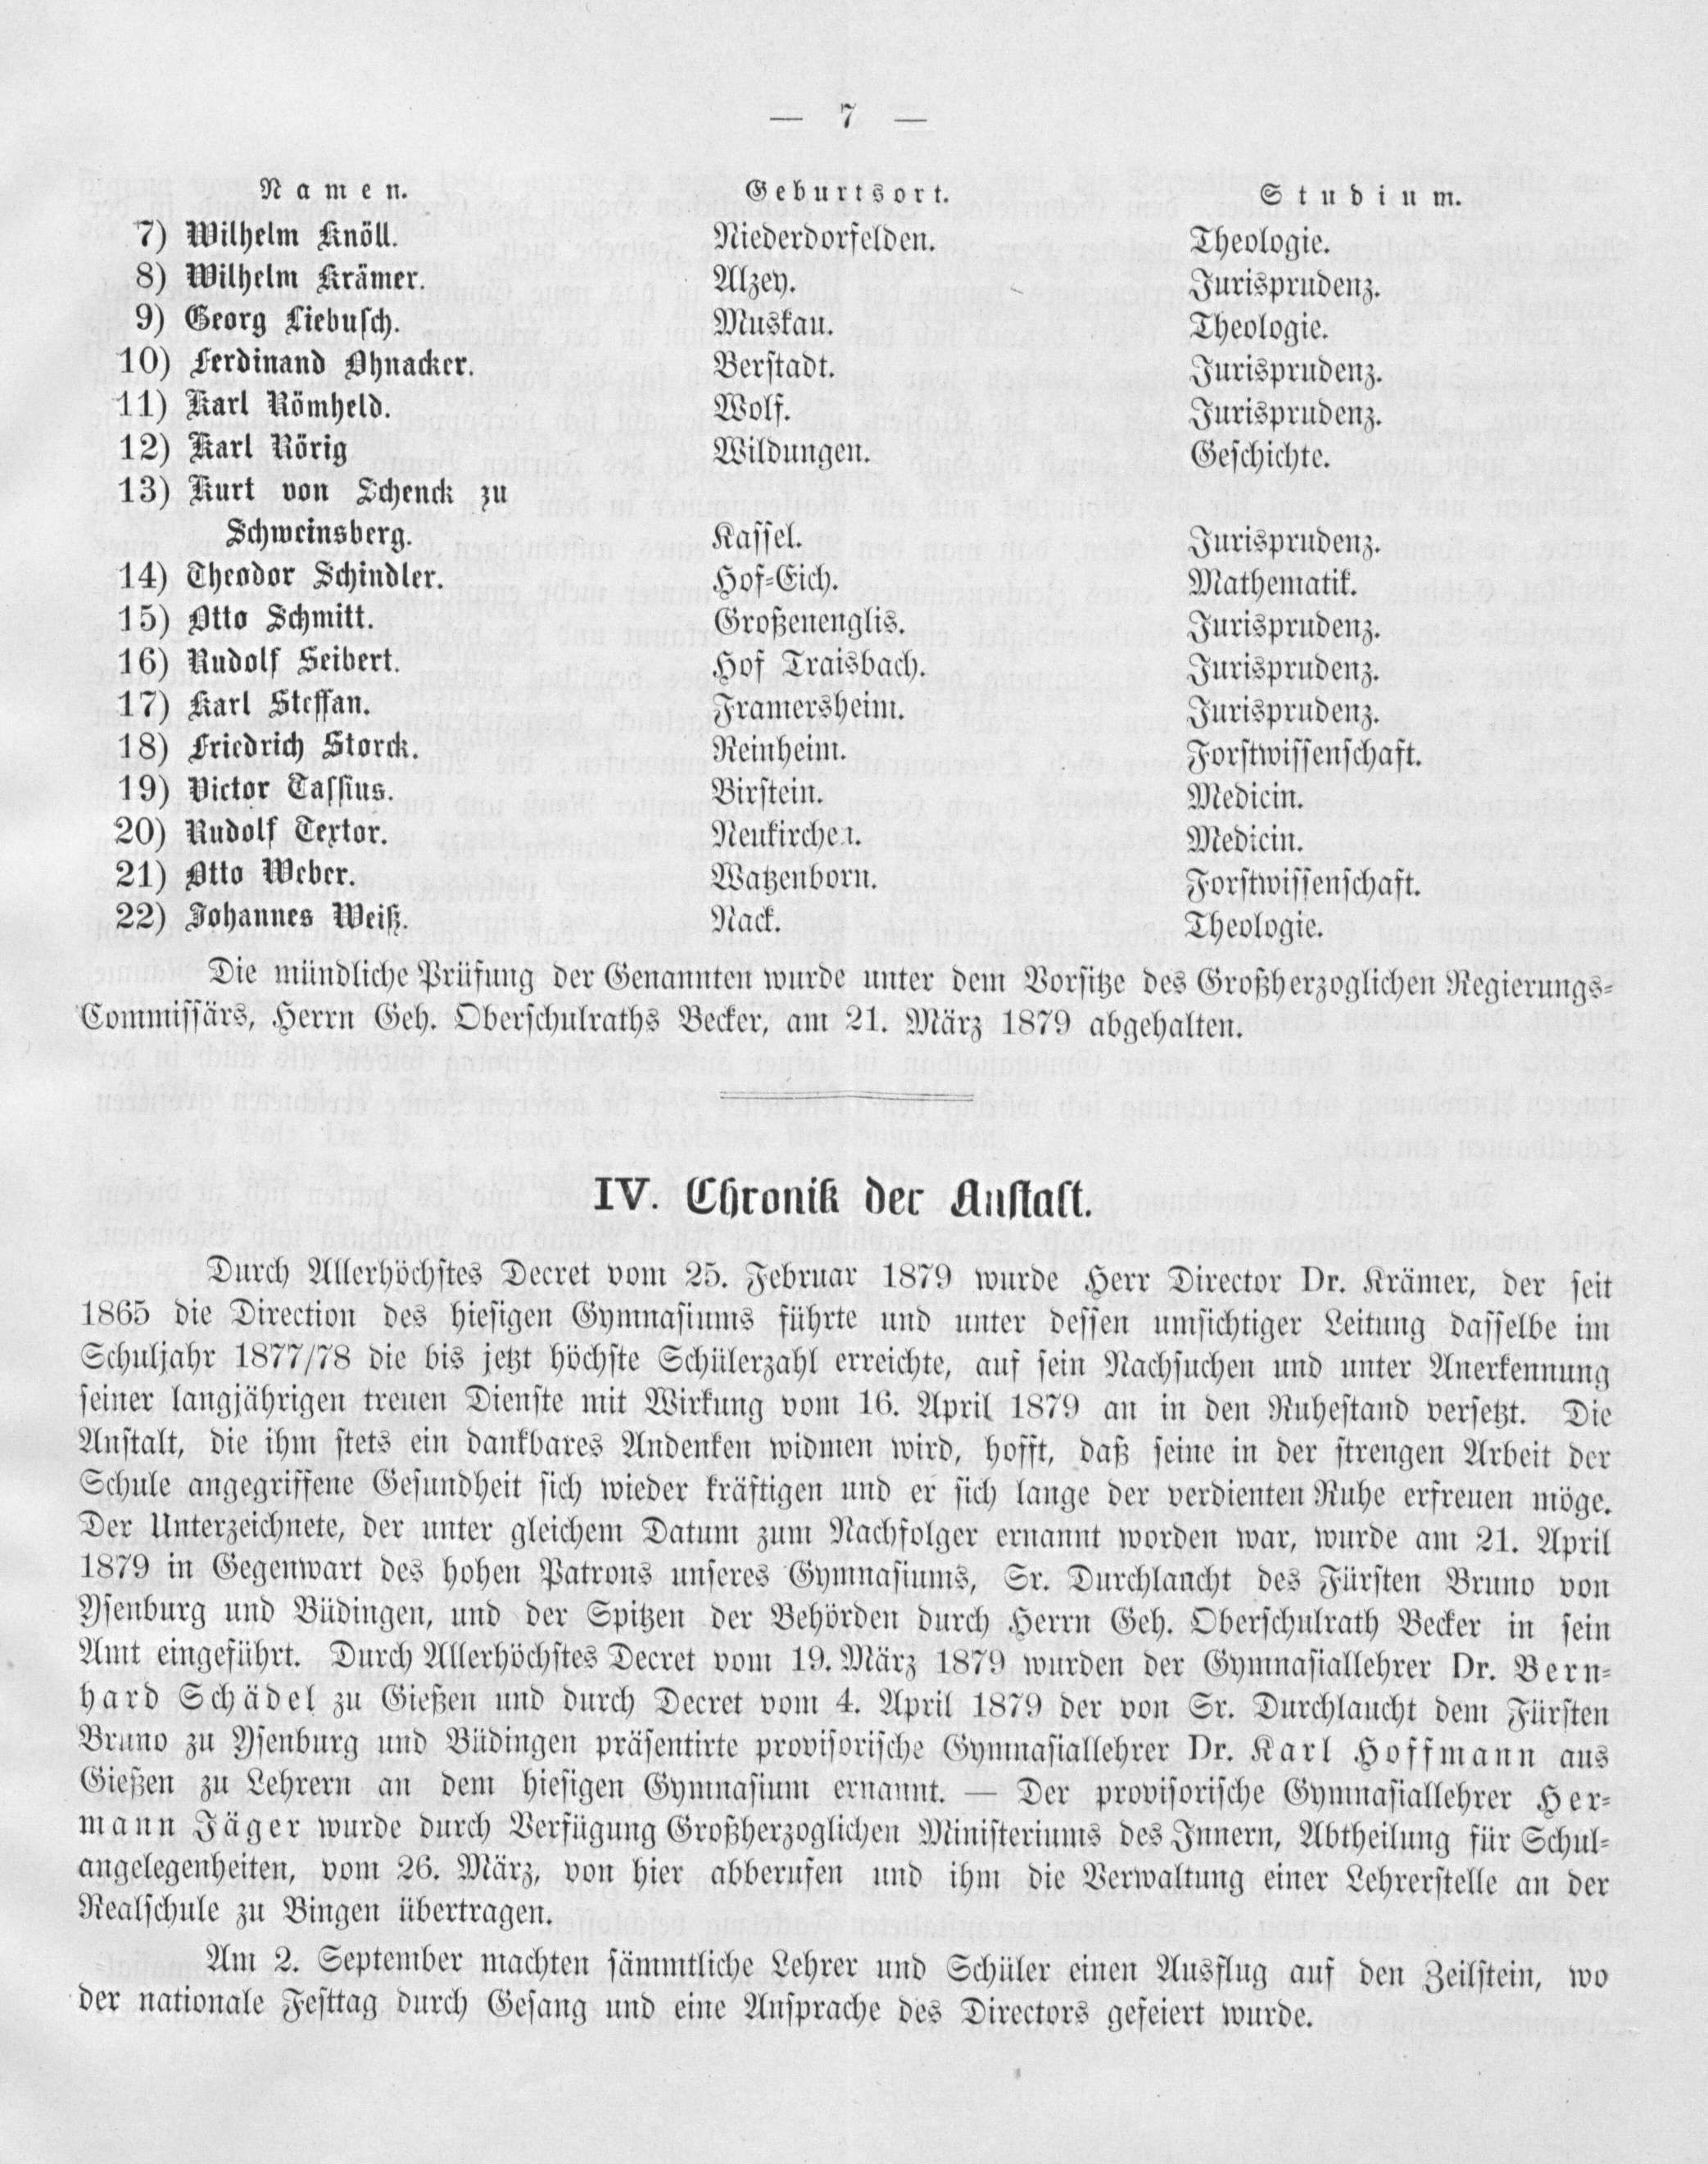 — 7 —
Namen. Geburtsort. Studium.
7) Wilhelm Knöll. Niederdorfelden. Theologie.
8) Wilhelm Krämer. Alzey. Jurisprudenz.
9) Georg Liebusch. Muskau. Theologie.
10) Ferdinand Ohnacker. Berstadt. Jurisprudenz.
11) Karl Römheld. Wolf. Jurisprudenz.
12) Karl Rörig Wildungen. Geschichte.
13) Kurt von Schenck zu
Schweinsberg. Kassel. Jurisprudenz.
14) Theodor Schindler. Hof-Eich. Mathematik.
15) Otto Schmitt. Großenenglis. Jurisprudenz.
16) Rudolf Seibert. Hof Traisbach. Jurisprudenz.
17) Karl Steffan. Framersheim. Jurisprudenz.
18) Friedrich Storck. Reinheim. Forstwissenschaft.
19) Victor Tassius. Birstein. Medicin.
20) Rudolf Textor. Neukirchen. Medicin.
21) Otto Weber. Watzenborn. Forstwissenschaft.
22) Johannes Weiß. Nack. Theologie.
Die mündliche Prüfung der Genannten wurde unter dem Vorsitze des Großherzoglichen Regierungs-
Commissärs, Herrn Geh. Oberschulraths Becker, am 21. März 1879 abgehalten.
IV. Chronik der Anstalt.
Durch Allerhöchstes Decret vom 25. Februar 1879 wurde Herr Director Dr. Krämer, der seit
1865 die Direction des hiesigen Gymnasiums führte und unter dessen umsichtiger Leitung dasselbe im
Schuljahr 1877/78 die bis jetzt höchste Schülerzahl erreichte, auf sein Nachsuchen und unter Anerkennung
seiner langjährigen treuen Dienste mit Wirkung vom 16. April 1879 an in den Ruhestand versetzt. Die
Anstalt, die ihm stets ein dankbares Andenken widmen wird, hofft, daß seine in der strengen Arbeit der
Schule angegriffene Gesundheit sich wieder kräftigen und er sich lange der verdienten Ruhe erfreuen möge.
Der Unterzeichnete, der unter gleichem Datum zum Nachfolger ernannt worden war, wurde am 21. April
1879 in Gegenwart des hohen Patrons unseres Gymnasiums, Sr. Durchlaucht des Fürsten Bruno von
Ysenburg und Büdingen, und der Spitzen der Behörden durch Herrn Geh. Oberschulrath Becker in sein
Amt eingeführt. Durch Allerhöchstes Decret vom 19. März 1879 wurden der Gymnasiallehrer Dr. Bern-
hard Schädel zu Gießen und durch Decret vom 4. April 1879 der von Sr. Durchlaucht dem Fürsten
Bruno zu Ysenburg und Büdingen präsentirte provisorische Gymnasiallehrer Dr. Karl Hoffmann aus
Gießen zu Lehrern an dem hiesigen Gymnasium ernannt. — Der provisorische Gymnasiallehrer Her-
mann Jäger wurde durch Verfügung Großherzoglichen Ministeriums des Innern, Abtheilung für Schul-
angelegenheiten, vom 26. März, von hier abberufen und ihm die Verwaltung einer Lehrerstelle an der
Realschule zu Bingen übertragen.
Am 2. September machten sämmtliche Lehrer und Schüler einen Ausflug auf den Zeilstein, wo
der nationale Festtag durch Gesang und eine Ansprache des Directors gefeiert wurde.